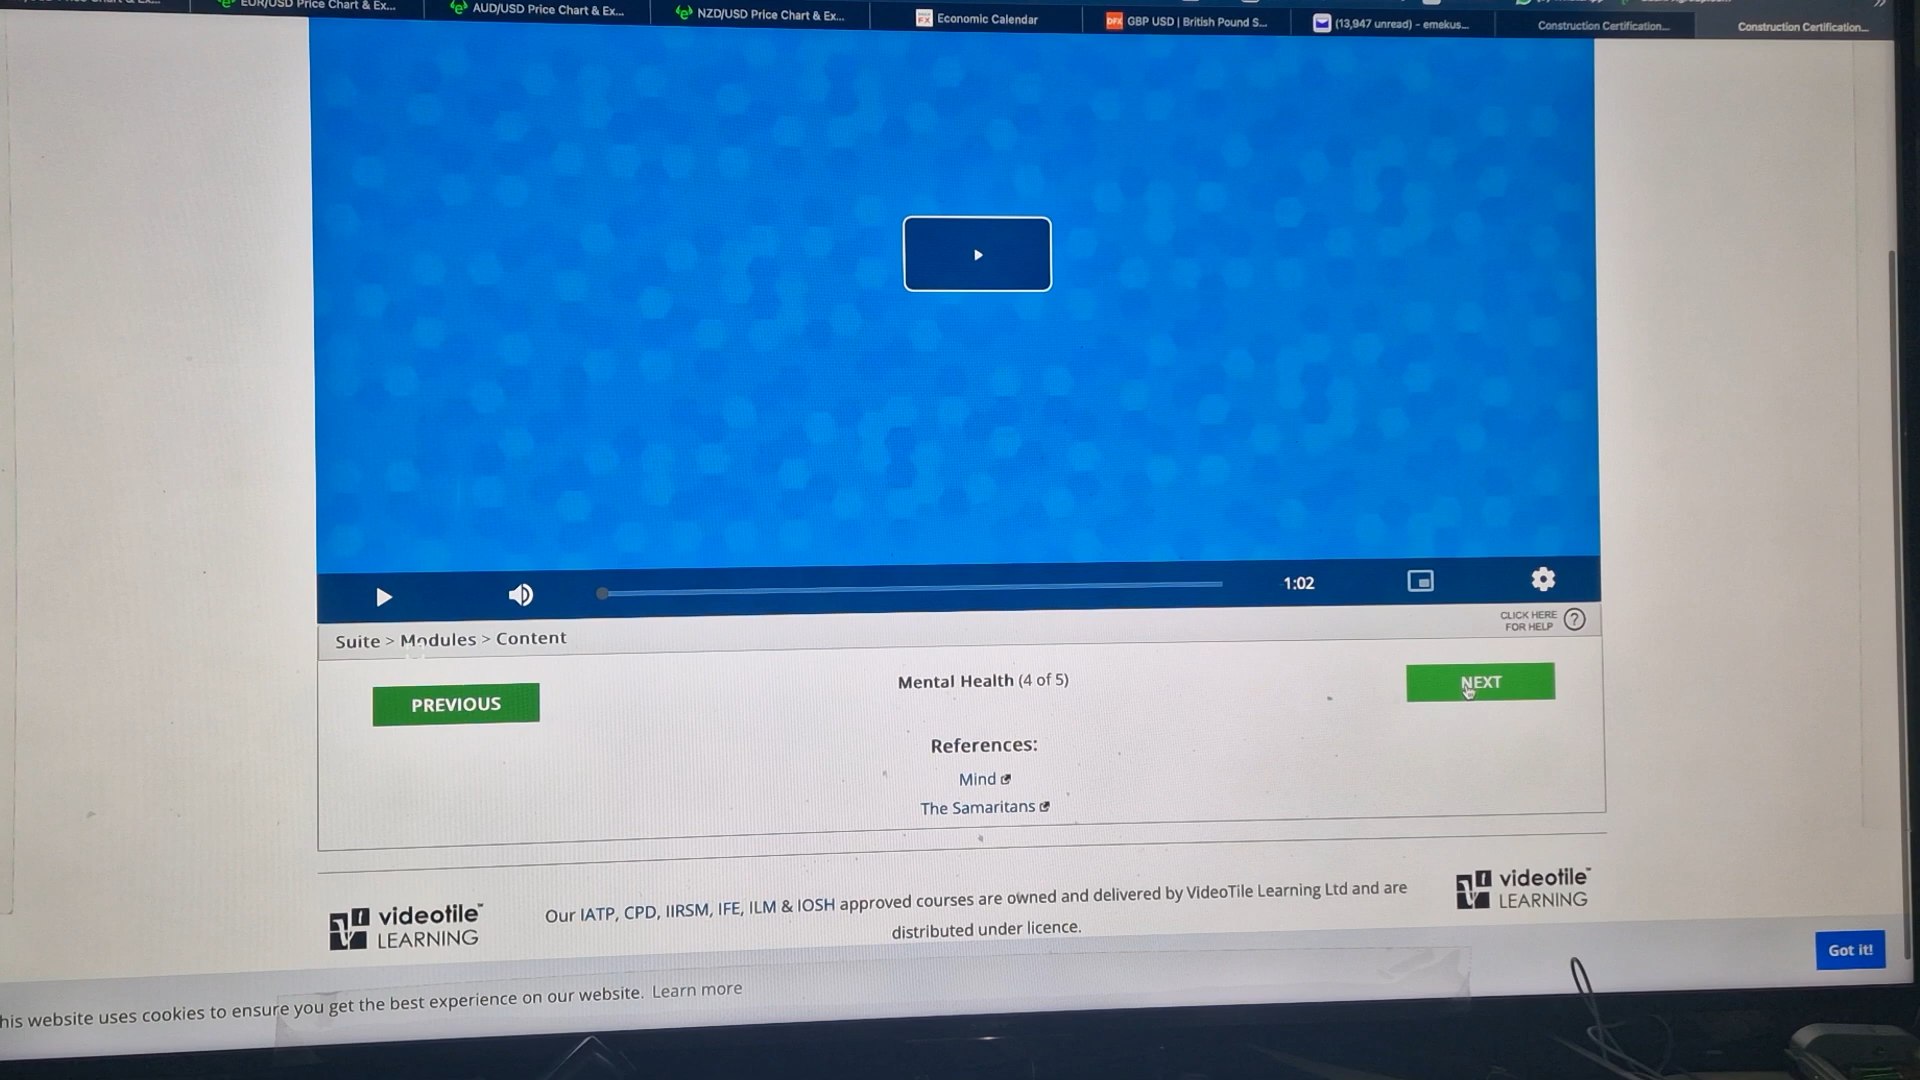 EUR/USD Price Chart & Ex...
AUD/USD Price Chart & Ex...
NZD/USD Price Chart & Ex...
Economic Calendar
GBP USD | British Pound S...
(13,947 unread) - emekus...
Construction Certification...
Construction Certification...
1:02
Suite > Modules > Content
CLICK HERE
FOR HELP ?
PREVIOUS
Mental Health (4 of 5)
NEXT
References:
Mind
The Samaritans
videotile™
LEARNING
Our IATP, CPD, IIRSM, IFE, ILM & IOSH approved courses are owned and delivered by VideoTile Learning Ltd and are
distributed under licence.
videotile™
LEARNING
his website uses cookies to ensure you get the best experience on our website. Learn more
Got it!